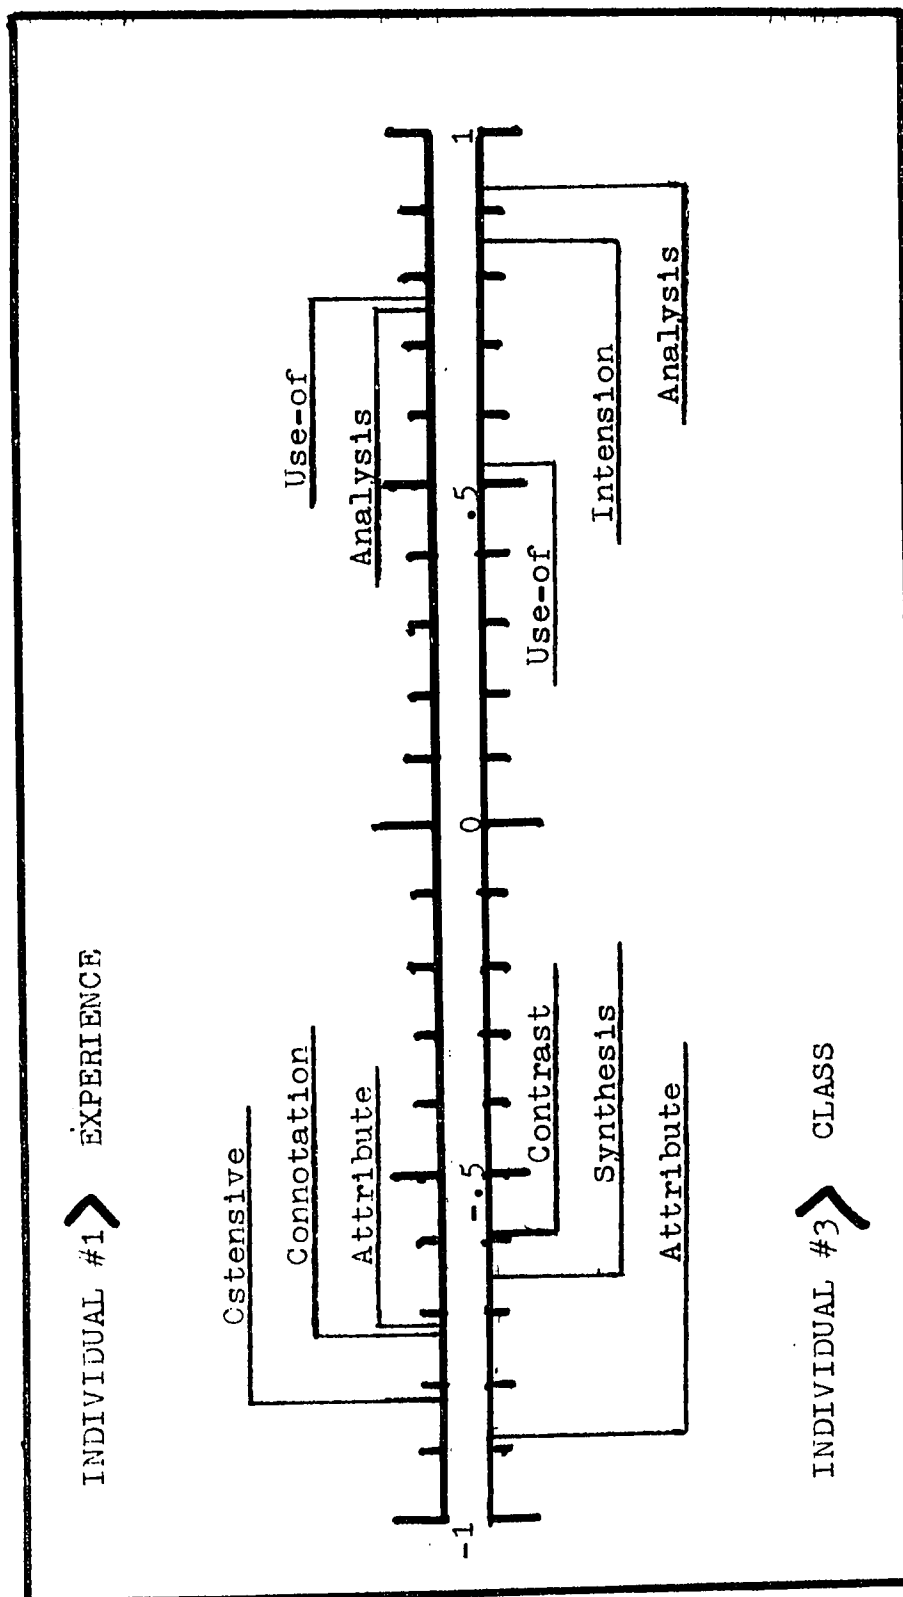 INDIVIDUAL #1 > EXPERIENCE
Cstensive
Connotation
Use-of
Attribute
Analysis
-1
-.5
0
.5
1
Contrast
Use-of
Synthesis
Intension
Attribute
Analysis
INDIVIDUAL #3 > CLASS